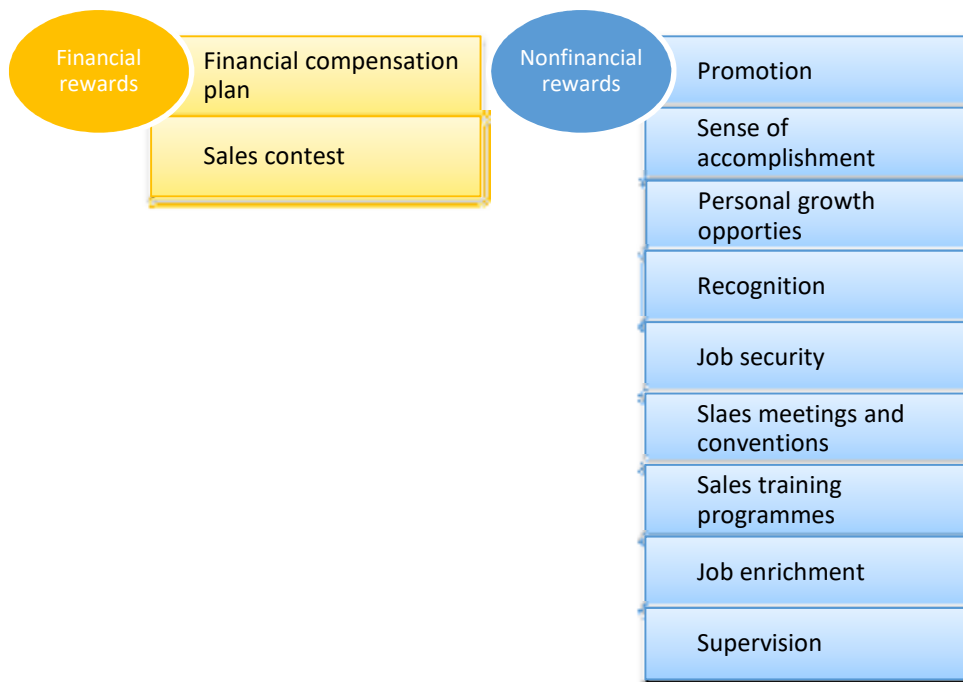 Financial
rewards
Financial compensation
plan
Sales contest
Nonfinancial
rewards
Promotion
Sense of
accomplishment
Personal growth
opporties
Recognition
Job security
Slaes meetings and
conventions
Sales training
programmes
Job enrichment
Supervision